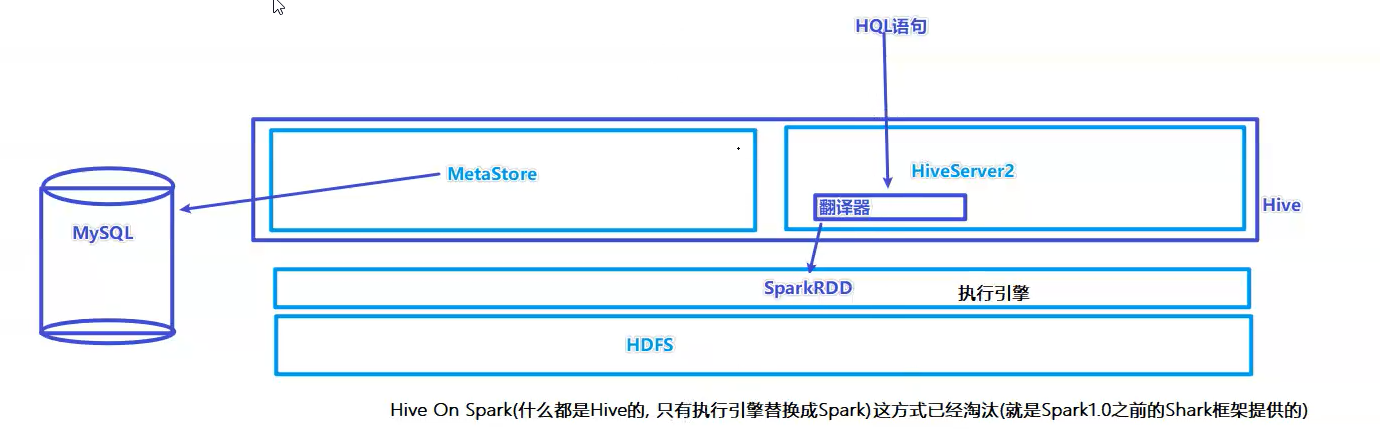 HQL语句
MetaStore
HiveServer2
翻译器
Hive
MySQL
SparkRDD
执行引擎
HDFS
Hive On Spark(什么都是Hive的, 只有执行引擎替换成Spark)这方式已经淘汰(就是Spark1.0之前的Shark框架提供的)